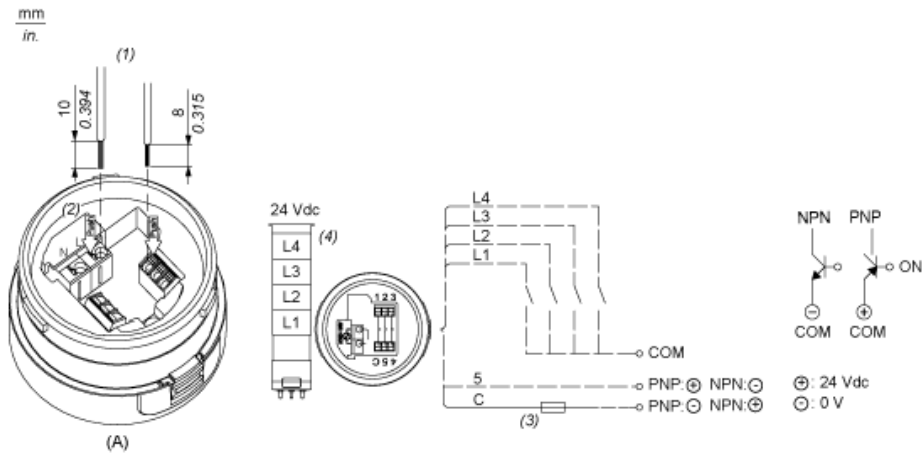 mm
in.
(1)
10
0.394
8
0.315
(2)
N
(A)
24 Vdc
(4)
L4
L3
L2
L1
1 2 3
4 5 C
L4
L3
L2
L1
COM
5
PNP:⊕ NPN:⊖
C
(3)
PNP:⊖ NPN:⊕
NPN PNP
ON
⊖ ⊕
COM COM
⊕: 24 Vdc
⊖: 0 V